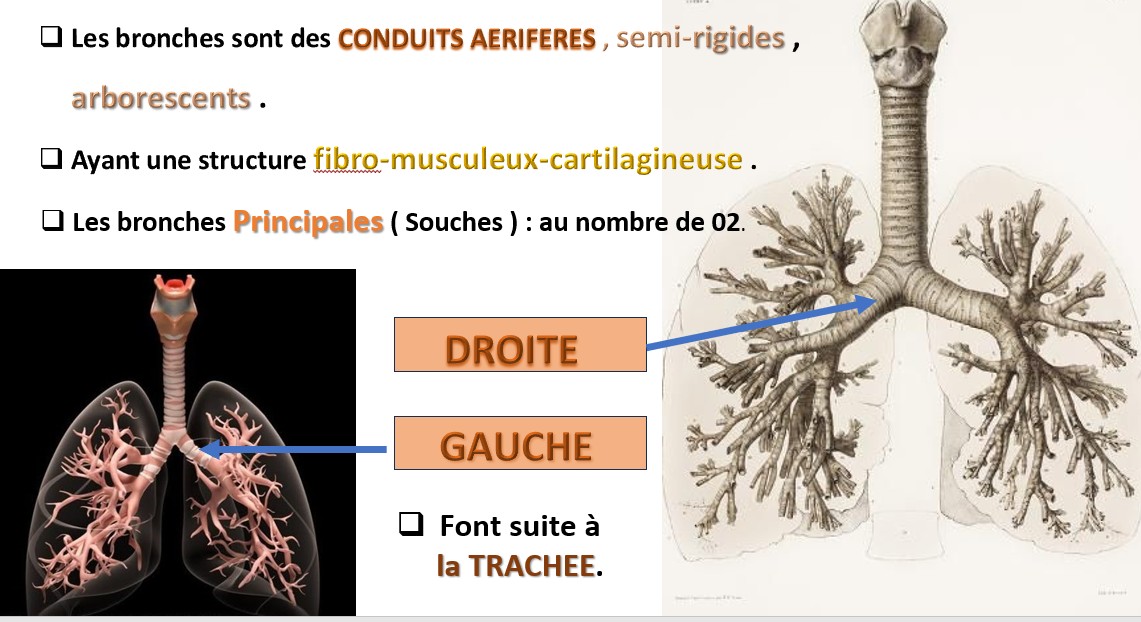 ❑ Les bronches sont des CONDUITS AERIFERES , semi-rigides ,
arborescents .
❑ Ayant une structure fibro-musculeux-cartilagineuse .
❑ Les bronches Principales ( Souches ) : au nombre de 02.
DROITE
GAUCHE
❑ Font suite à
la TRACHEE.